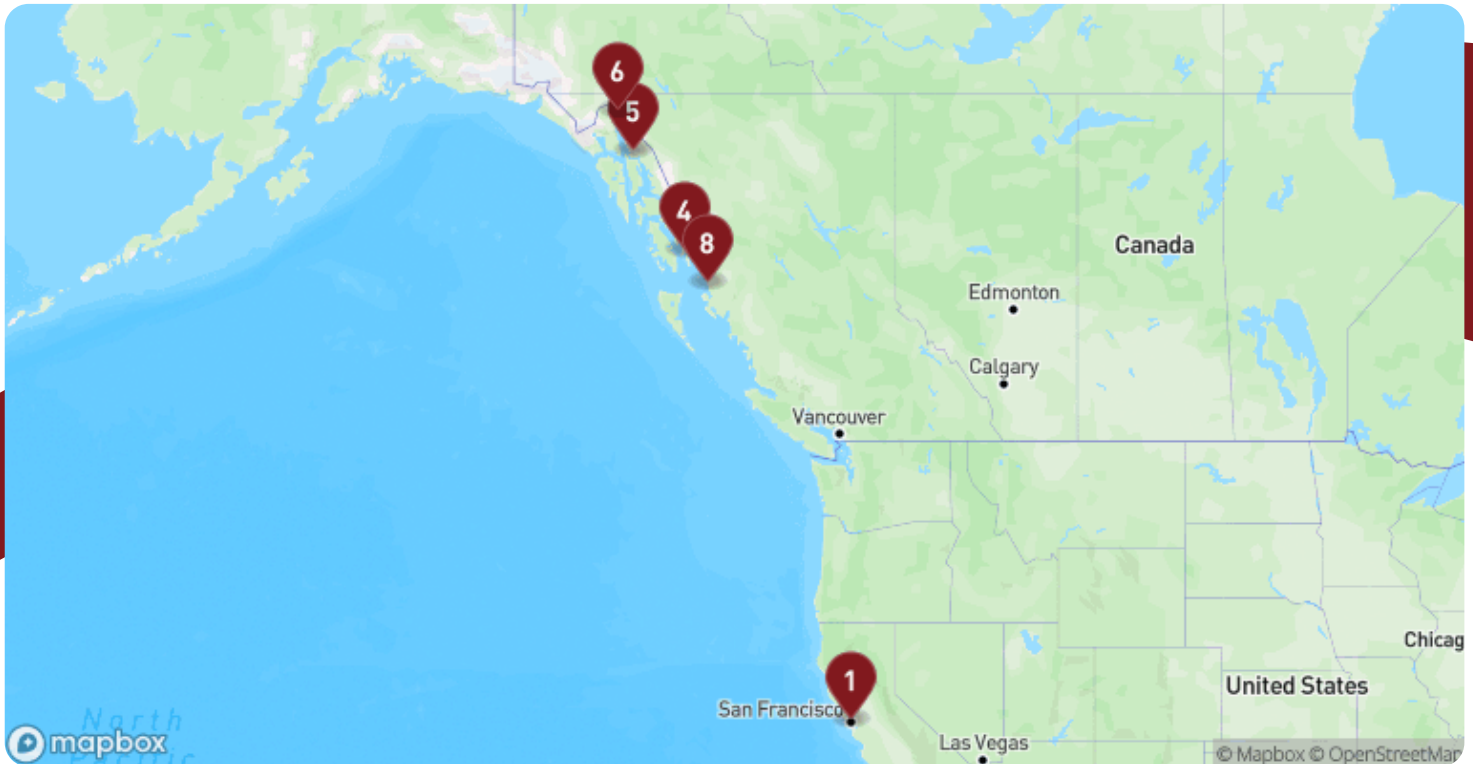 6
5
4
8
Canada
Edmonton
Calgary
Vancouver
Chicag
1
United States
San Francisco
North
Pacific
Las Vegas
mapbox
© Mapbox © OpenStreetMap